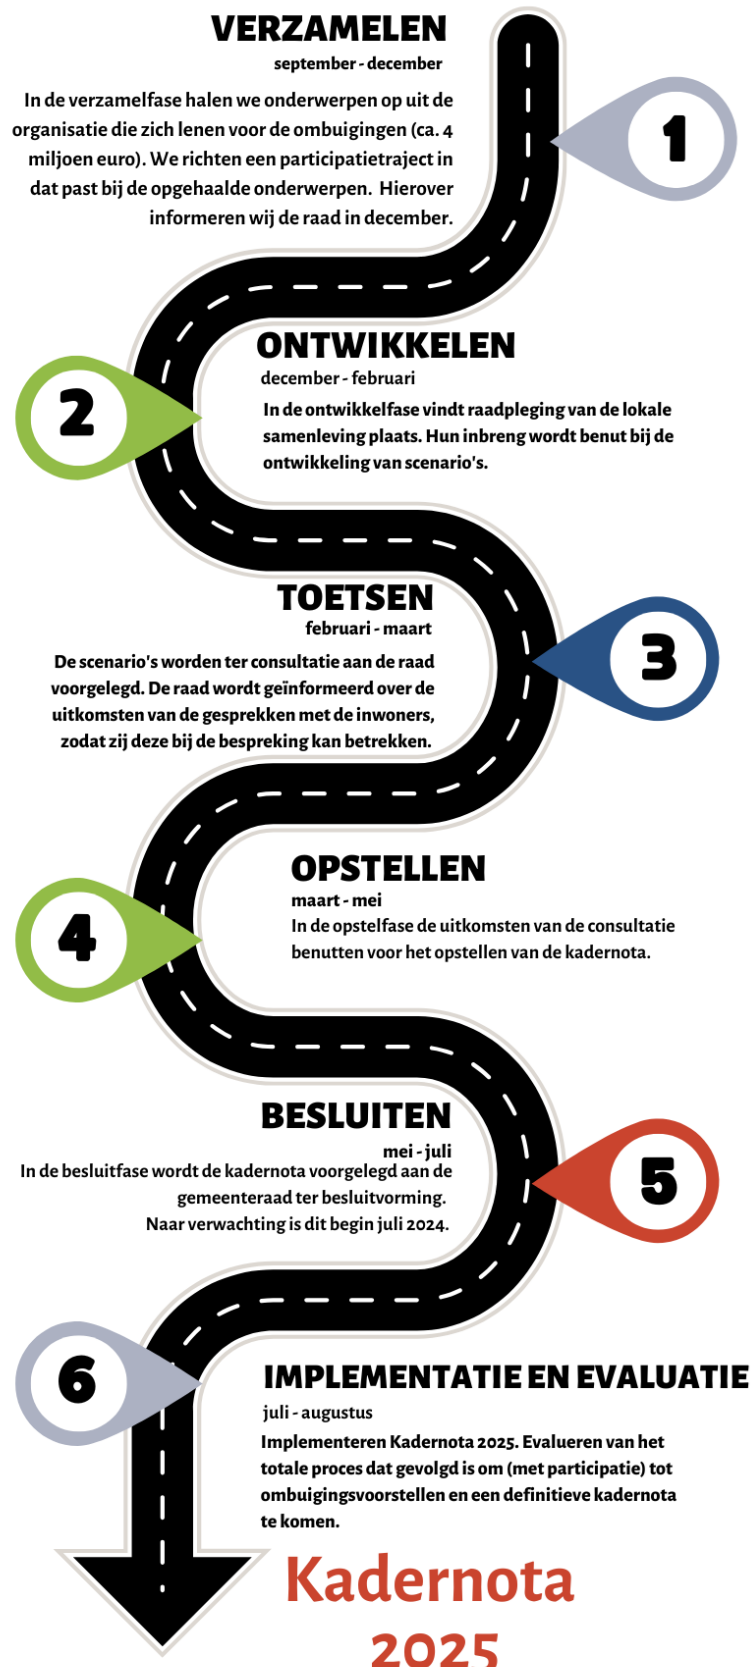 VERZAMELEN
september - december
In de verzamelfase halen we onderwerpen op uit de
organisatie die zich lenen voor de ombuigingen (ca. 4
miljoen euro). We richten een participatietraject in
dat past bij de opgehaalde onderwerpen. Hierover
informeren wij de raad in december.
1
ONTWIKKELEN
december - februari
In de ontwikkelfase vindt raadpleging van de lokale
samenleving plaats. Hun inbreng wordt benut bij de
ontwikkeling van scenario's.
2
TOETSEN
februari - maart
De scenario's worden ter consultatie aan de raad
voorgelegd. De raad wordt geïnformeerd over de
uitkomsten van de gesprekken met de inwoners,
zodat zij deze bij de bespreking kan betrekken.
3
OPSTELLEN
maart - mei
In de opstelfase de uitkomsten van de consultatie
benutten voor het opstellen van de kadernota.
4
BESLUITEN
mei - juli
In de besluitfase wordt de kadernota voorgelegd aan de
gemeenteraad ter besluitvorming.
Naar verwachting is dit begin juli 2024.
5
6
IMPLEMENTATIE EN EVALUATIE
juli - augustus
Implementeren Kadernota 2025. Evalueren van het
totale proces dat gevolgd is om (met participatie) tot
ombuigingsvoorstellen en een definitieve kadernota
te komen.
Kadernota
2025